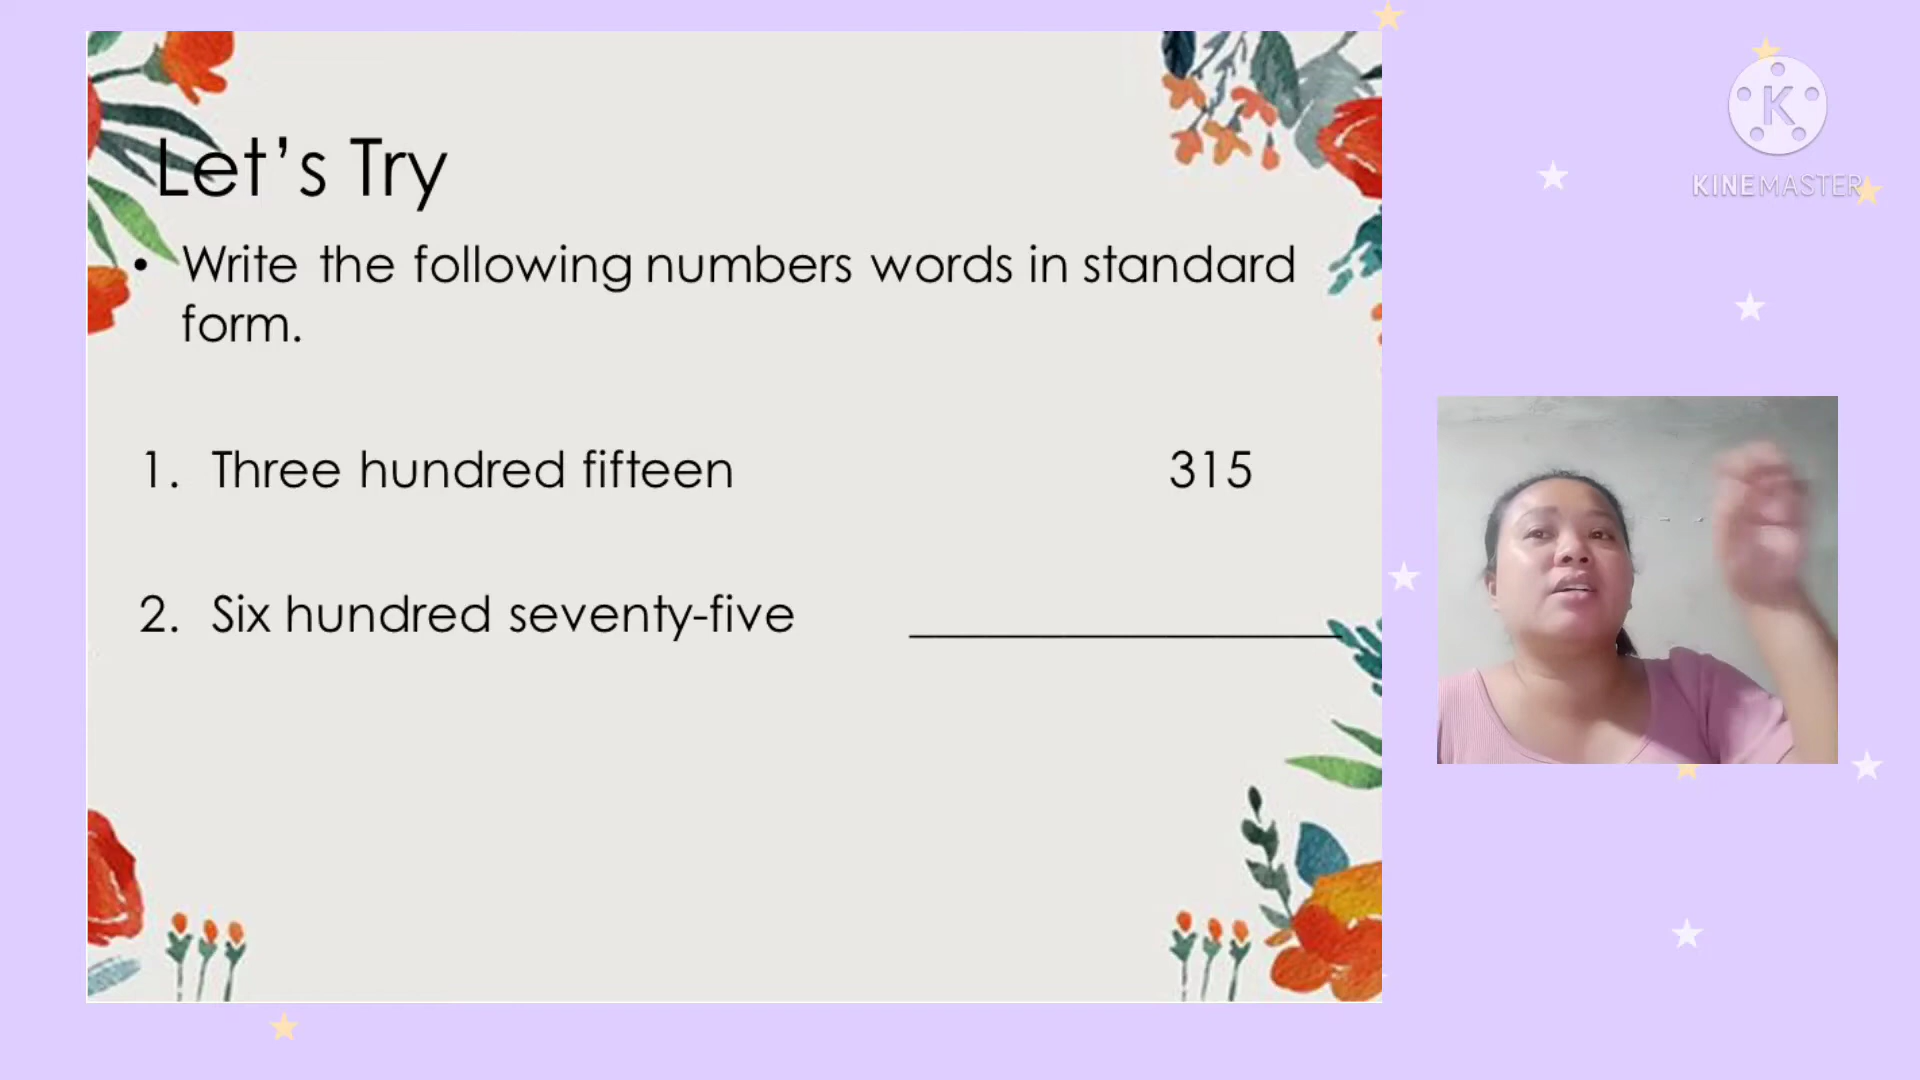 Let's Try
• Write the following numbers words in standard
form.
1. Three hundred fifteen 315
2. Six hundred seventy-five ________________
K
KINEMASTER